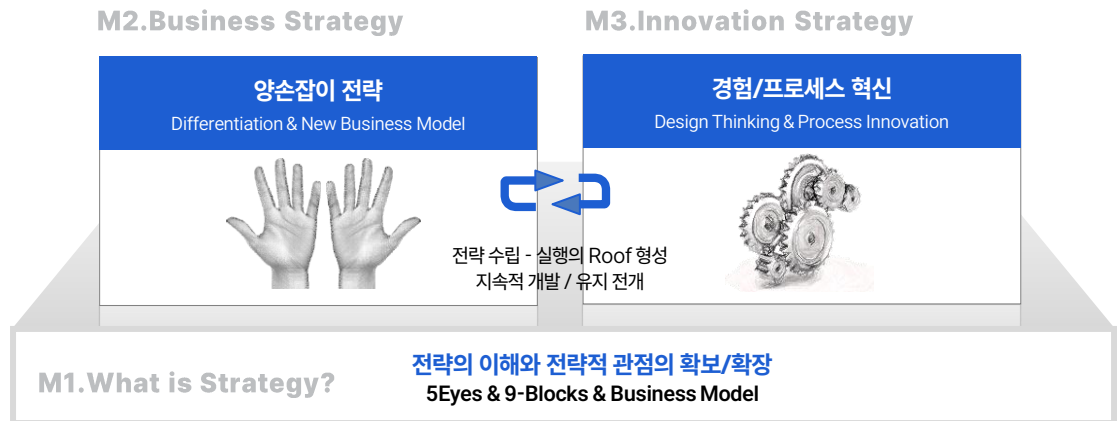 M2.Business Strategy
M3.Innovation Strategy
양손잡이 전략
Differentiation & New Business Model
경험/프로세스 혁신
Design Thinking & Process Innovation
전략 수립 - 실행의 Roof 형성
지속적 개발 / 유지 전개
M1.What is Strategy?
전략의 이해와 전략적 관점의 확보/확장
5Eyes & 9-Blocks & Business Model